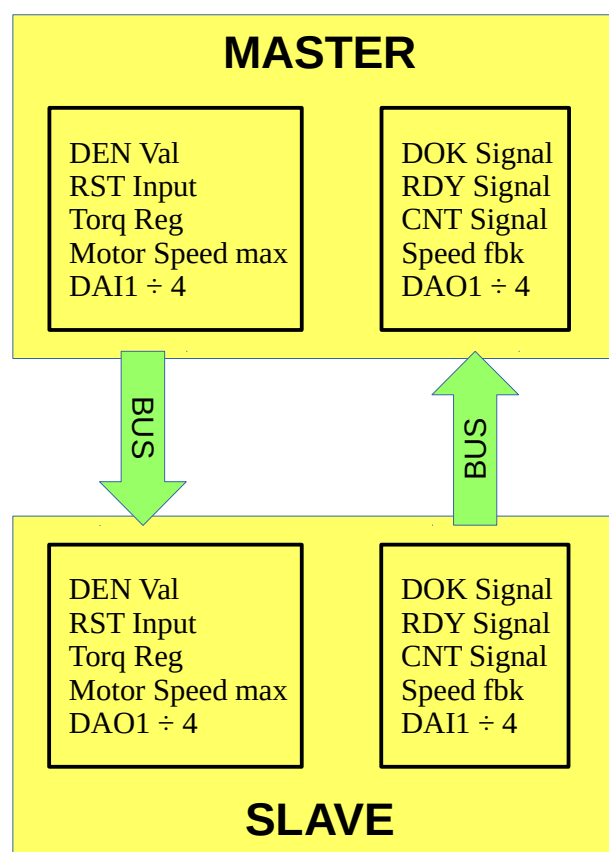 MASTER
DEN Val
RST Input
Torq Reg
Motor Speed max
DAI1 ÷ 4
DOK Signal
RDY Signal
CNT Signal
Speed fbk
DAO1 ÷ 4
BUS
BUS
DEN Val
RST Input
Torq Reg
Motor Speed max
DAO1 ÷ 4
DOK Signal
RDY Signal
CNT Signal
Speed fbk
DAI1 ÷ 4
SLAVE